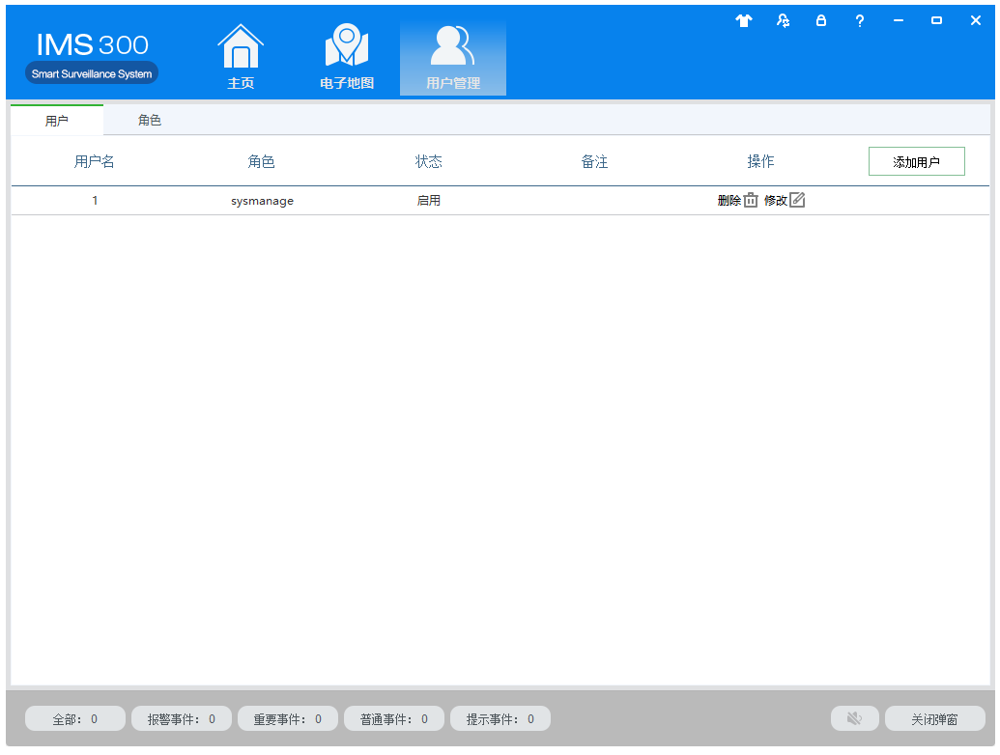 IMS 300
Smart Surveillance System
主页
电子地图
用户管理
?
用户
角色
用户名
角色
状态
备注
操作
添加用户
1
sysmanage
启用
删除
修改
全部: 0
报警事件: 0
重要事件: 0
普通事件: 0
提示事件: 0
关闭弹窗